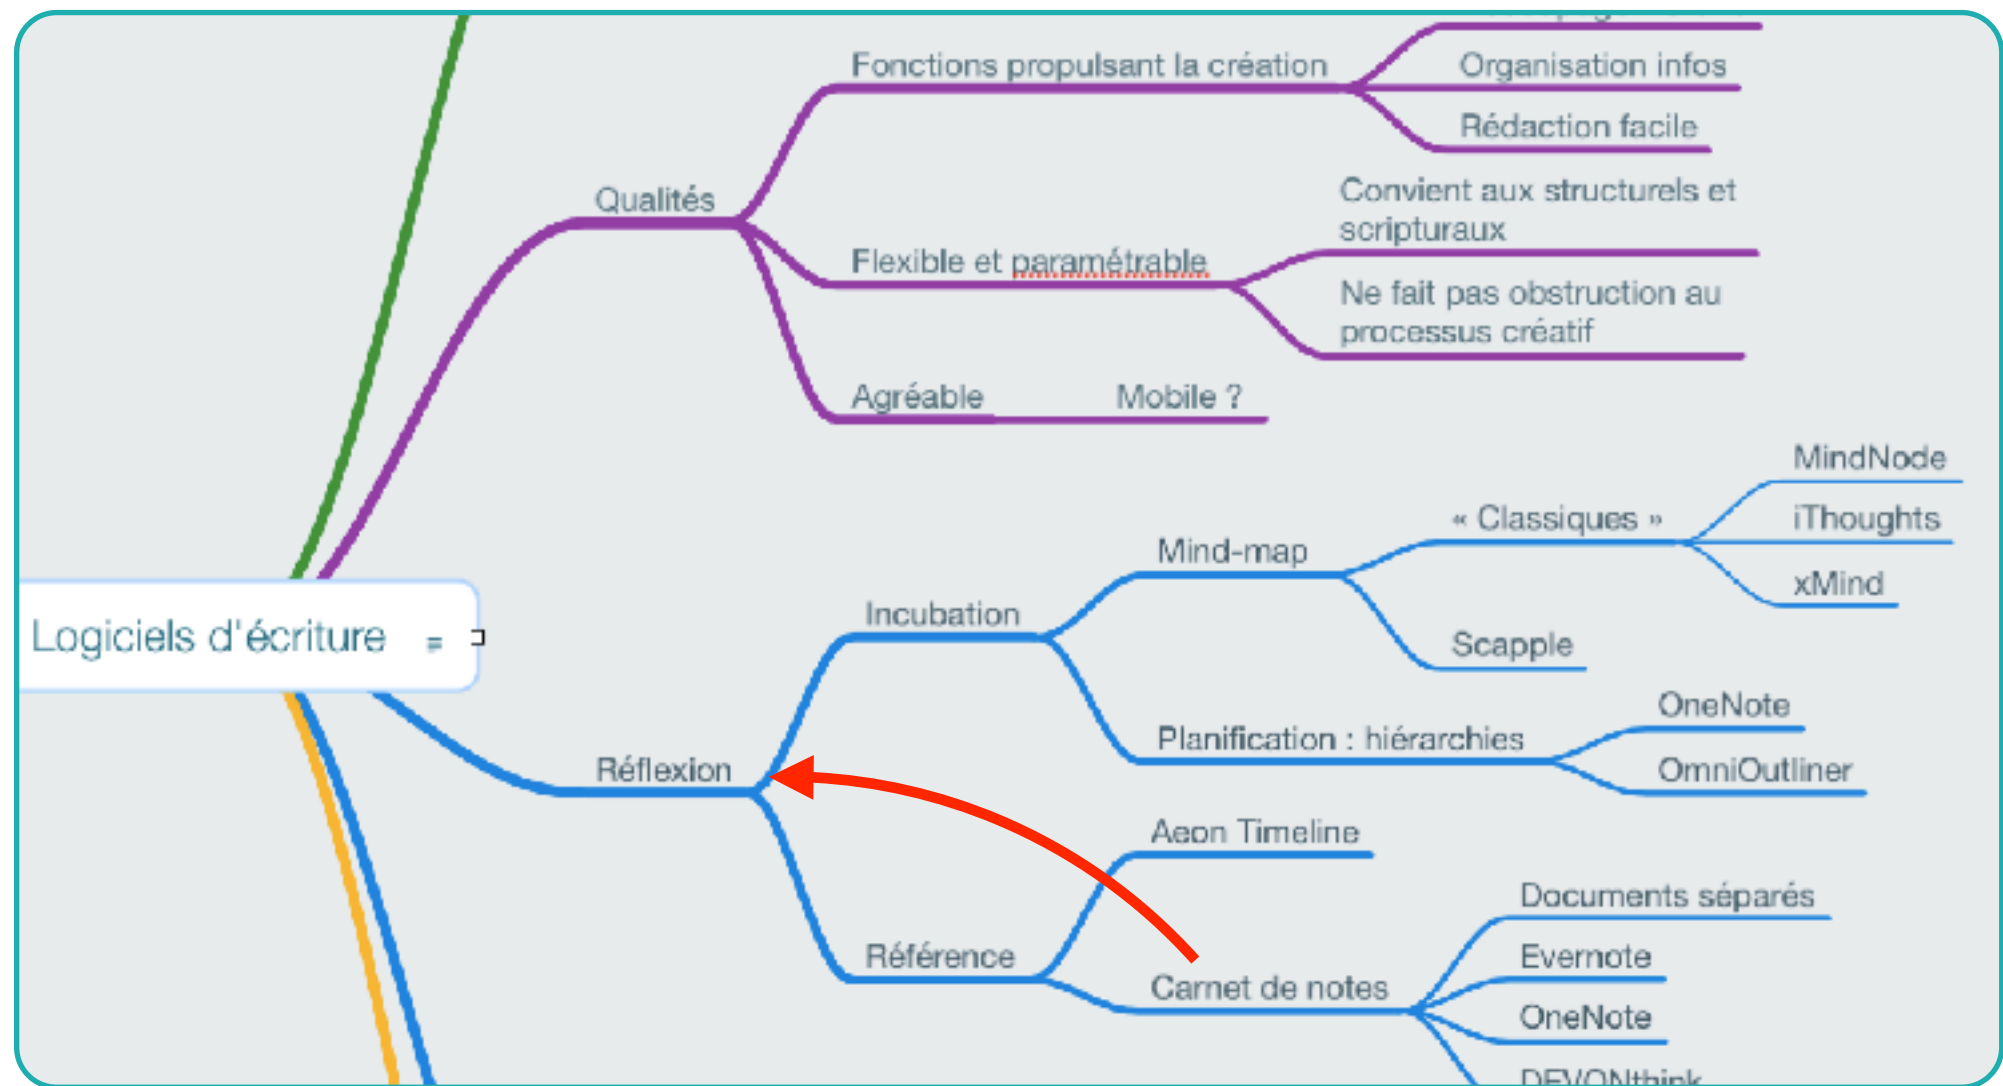 Fonctions propulsant la création
Organisation infos
Rédaction facile
Qualités
Convient aux structurels et
scripturaux
Flexible et paramétrable
Ne fait pas obstruction au
processus créatif
Agréable
Mobile ?
MindNode
« Classiques »
iThoughts
Mind-map
xMind
Incubation
Scapple
Logiciels d'écriture
OneNote
Planification : hiérarchies
Réflexion
OmniOutliner
Aeon Timeline
Documents séparés
Référence
Evernote
Carnet de notes
OneNote
DEVONthink